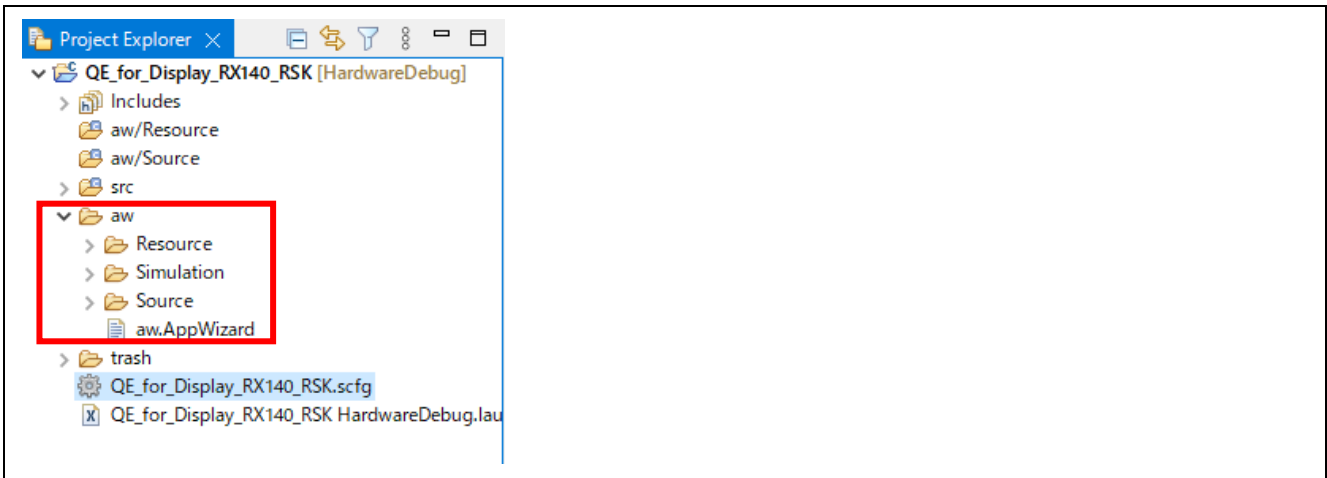 Project Explorer
QE_for_Display_RX140_RSK [HardwareDebug]
Includes
aw/Resource
aw/Source
src
aw
Resource
Simulation
Source
aw.AppWizard
trash
QE_for_Display_RX140_RSK.scfg
QE_for_Display_RX140_RSK HardwareDebug.lau